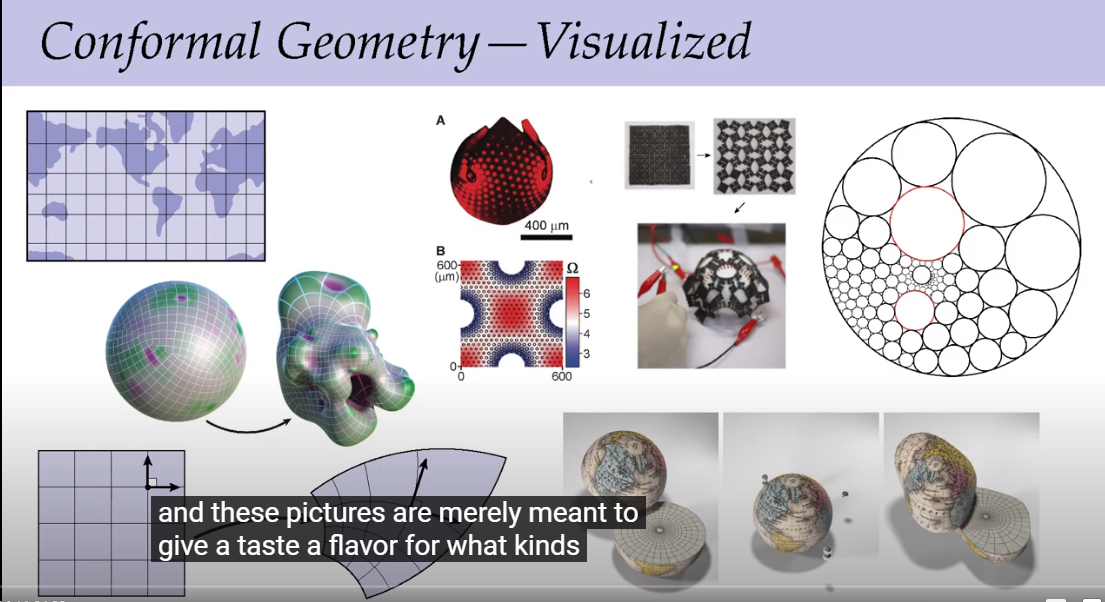 Conformal Geometry — Visualized
A
400 μm
B
600
(μm)
0
0
600
Ω
6
5
4
3
and these pictures are merely meant to
give a taste a flavor for what kinds